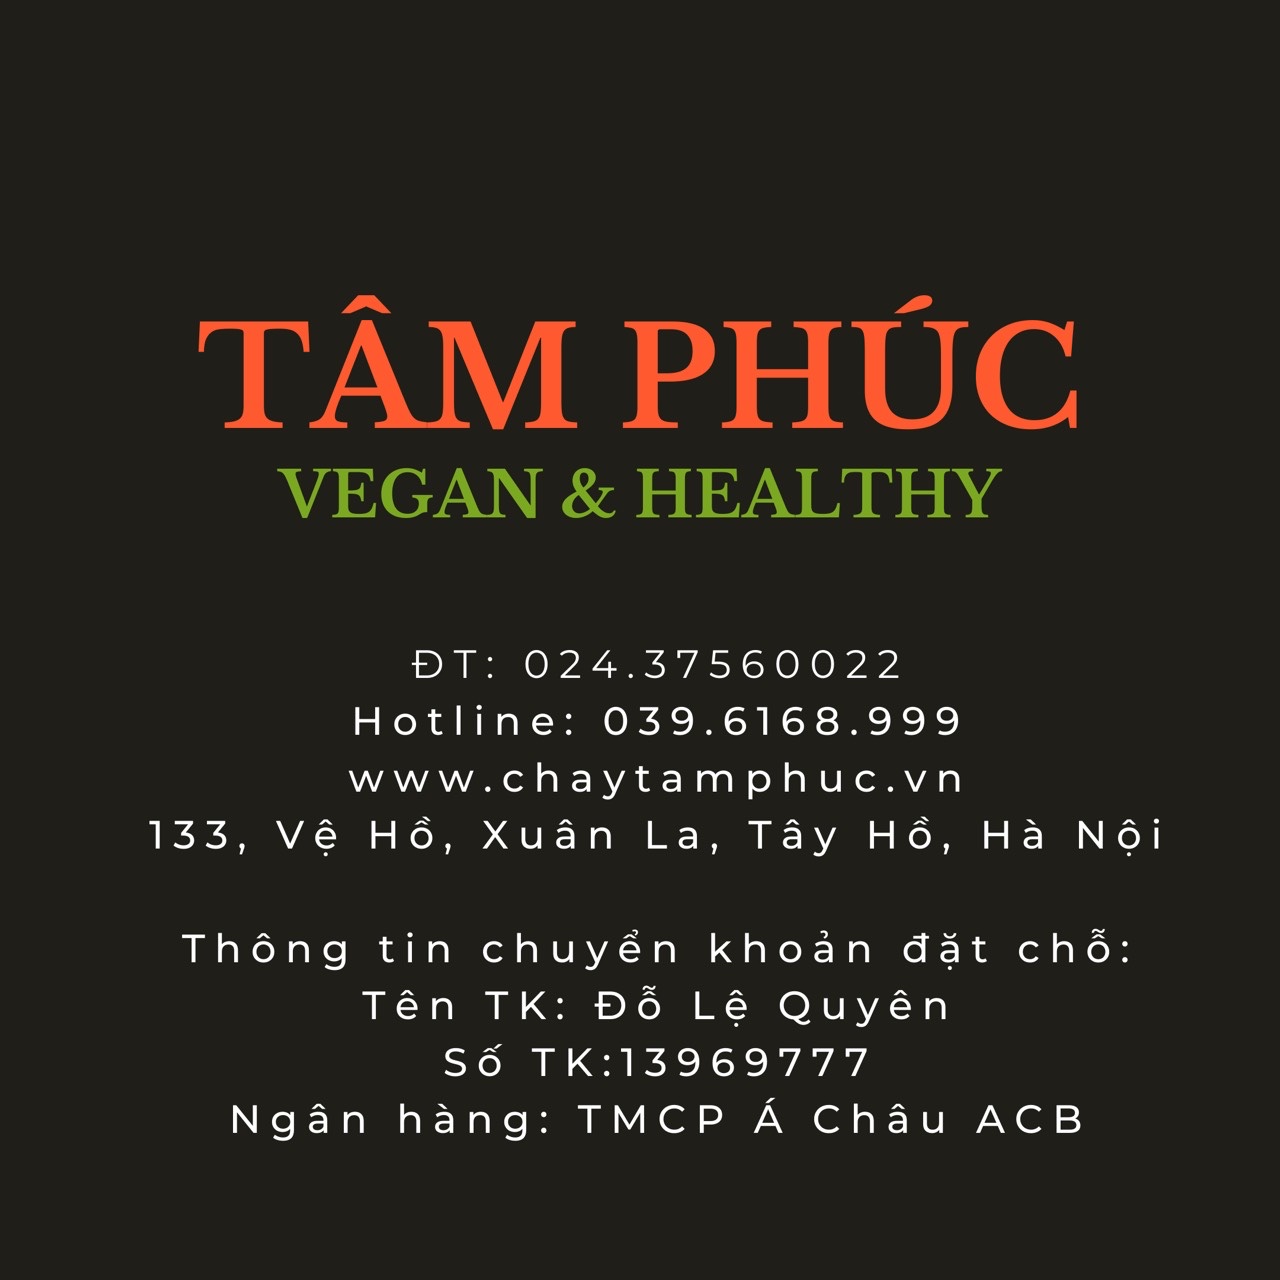 TÂM PHÚC
VEGAN & HEALTHY
ĐT: 024.37560022
Hotline: 039.6168.999
www.chaytamphuc.vn
133, Vệ Hồ, Xuân La, Tây Hồ, Hà Nội
Thông tin chuyển khoản đặt chỗ:
Tên TK: Đỗ Lệ Quyên
Số TK:13969777
Ngân hàng: TMCP Á Châu ACB